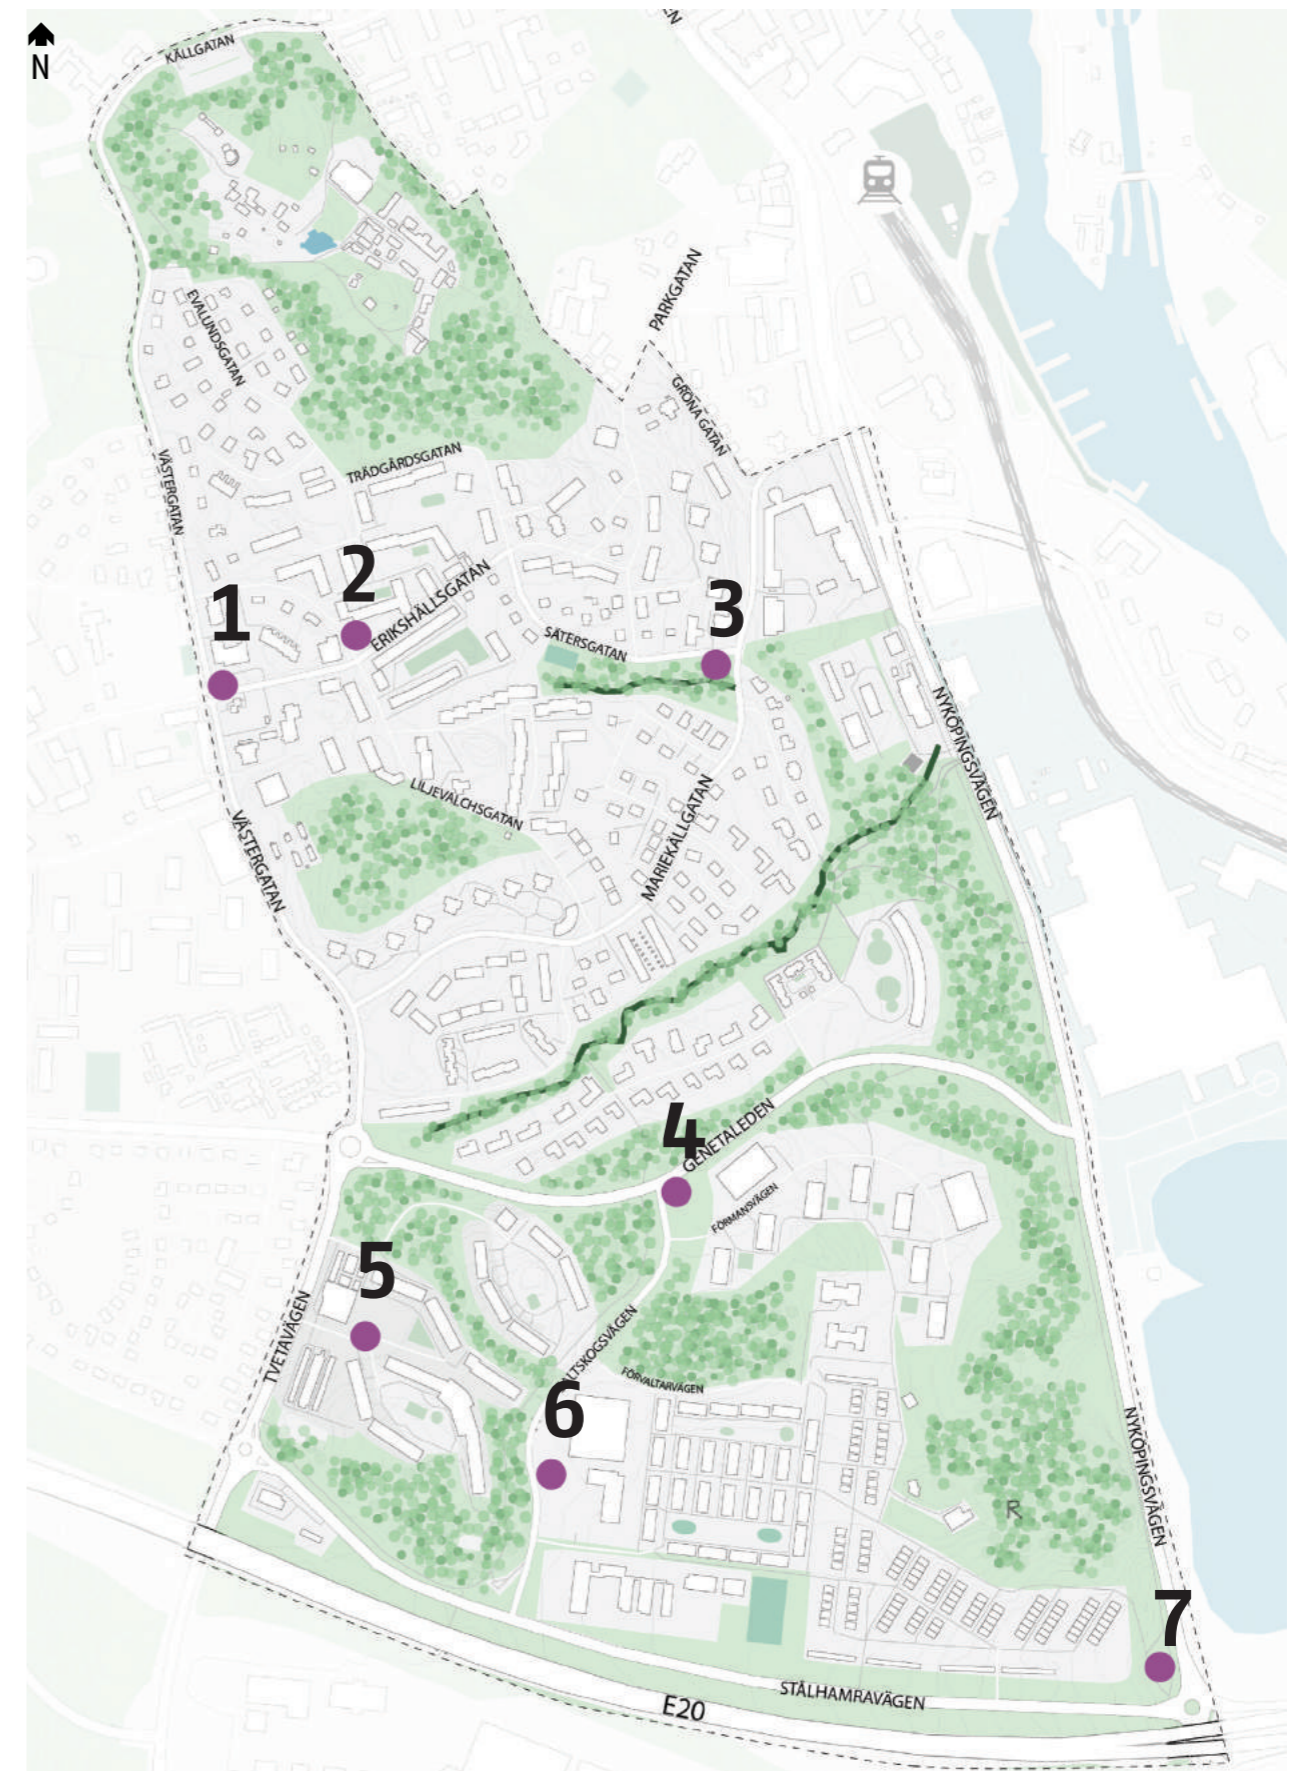 N
KÄLLGATAN
PARKGATAN
EVALUNDSGATAN
GRÖNA GATAN
VÄSTERGATAN
TRÄDGÅRDSGATAN
2
1
ERIKSHÄLLSGATAN
3
SÄTERSGATAN
NYKÖPINGSVÄGEN
LILJEVALCHSGATAN
MARIEKÄLLGATAN
VÄSTERGATAN
4
GENETALEDEN
FÖRMANSVÄGEN
5
TVETAVÄGEN
LTSKOGSVÄGEN
FÖRVALTARVÄGEN
6
NYKÖPINGSVÄGEN
R
7
STÅLHAMRAVÄGEN
E20